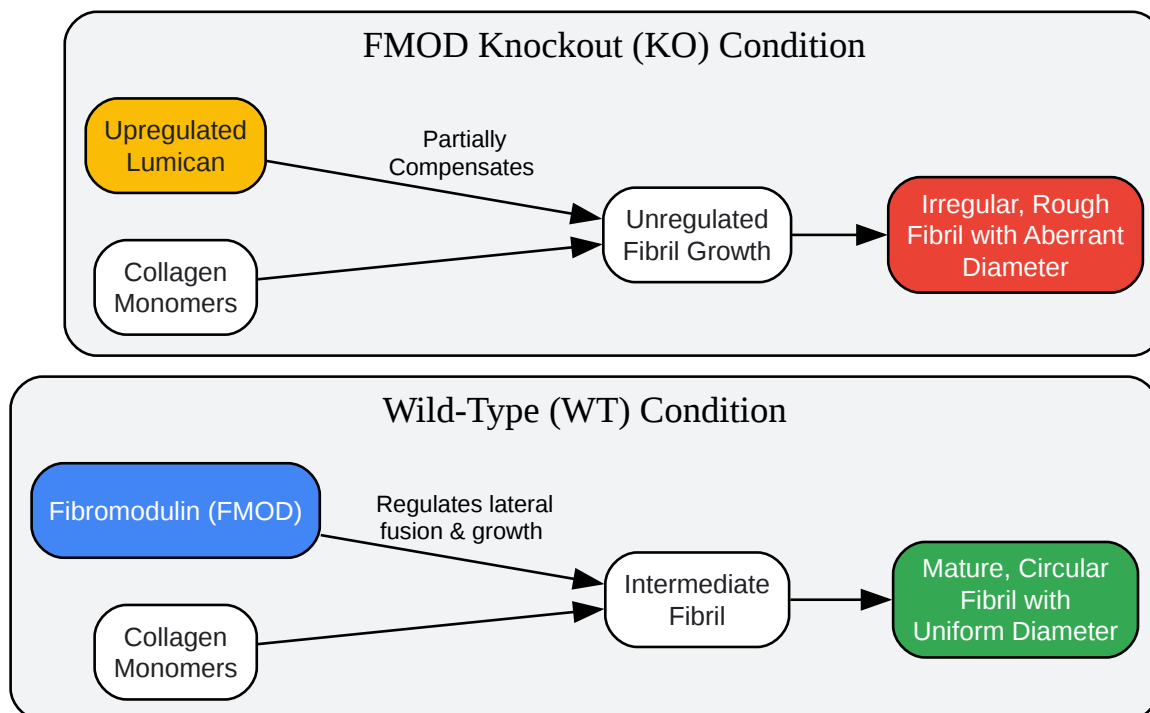 FMOD Knockout (KO) Condition
Upregulated
Lumican
Partially
Compensates
Collagen
Monomers
Unregulated
Fibril Growth
Irregular, Rough
Fibril with Aberrant
Diameter
Wild-Type (WT) Condition
Fibromodulin (FMOD)
Regulates lateral
fusion & growth
Collagen
Monomers
Intermediate
Fibril
Mature, Circular
Fibril with
Uniform Diameter